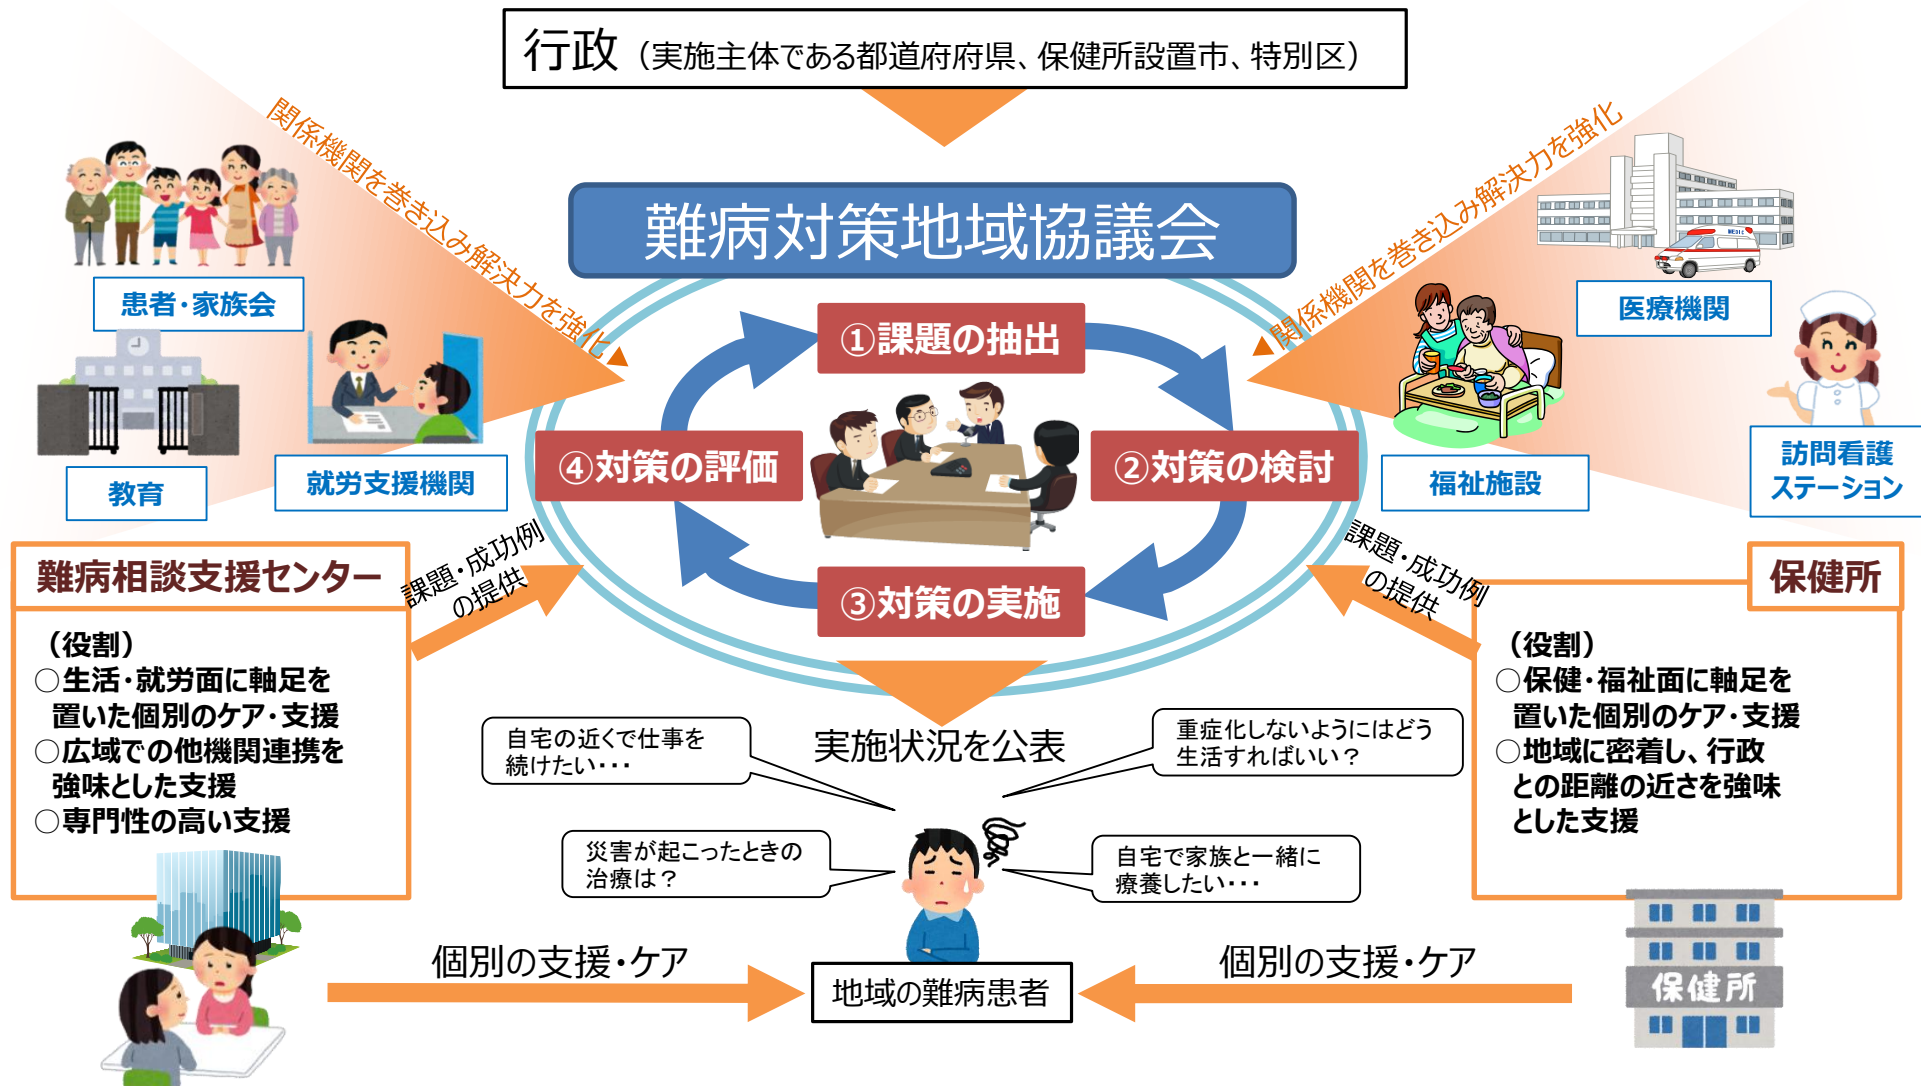 行政（実施主体である都道府府県、保健所設置市、特別区）
関係機関を巻き込み解決力を強化
関係機関を巻き込み解決力を強化
難病対策地域協議会
患者・家族会
教育
就労支援機関
MEDIC
医療機関
福祉施設
訪問看護
ステーション
①課題の抽出
②対策の検討
③対策の実施
④対策の評価
課題・成功例
の提供
課題・成功例
の提供
難病相談支援センター
（役割）
○生活・就労面に軸足を
置いた個別のケア・支援
○広域での他機関連携を
強味とした支援
○専門性の高い支援
保健所
（役割）
○保健・福祉面に軸足を
置いた個別のケア・支援
○地域に密着し、行政
との距離の近さを強味
とした支援
実施状況を公表
自宅の近くで仕事を
続けたい・・・
重症化しないようにはどう
生活すればいい？
災害が起こったときの
治療は？
自宅で家族と一緒に
療養したい・・・
個別の支援・ケア
地域の難病患者
個別の支援・ケア
保健所